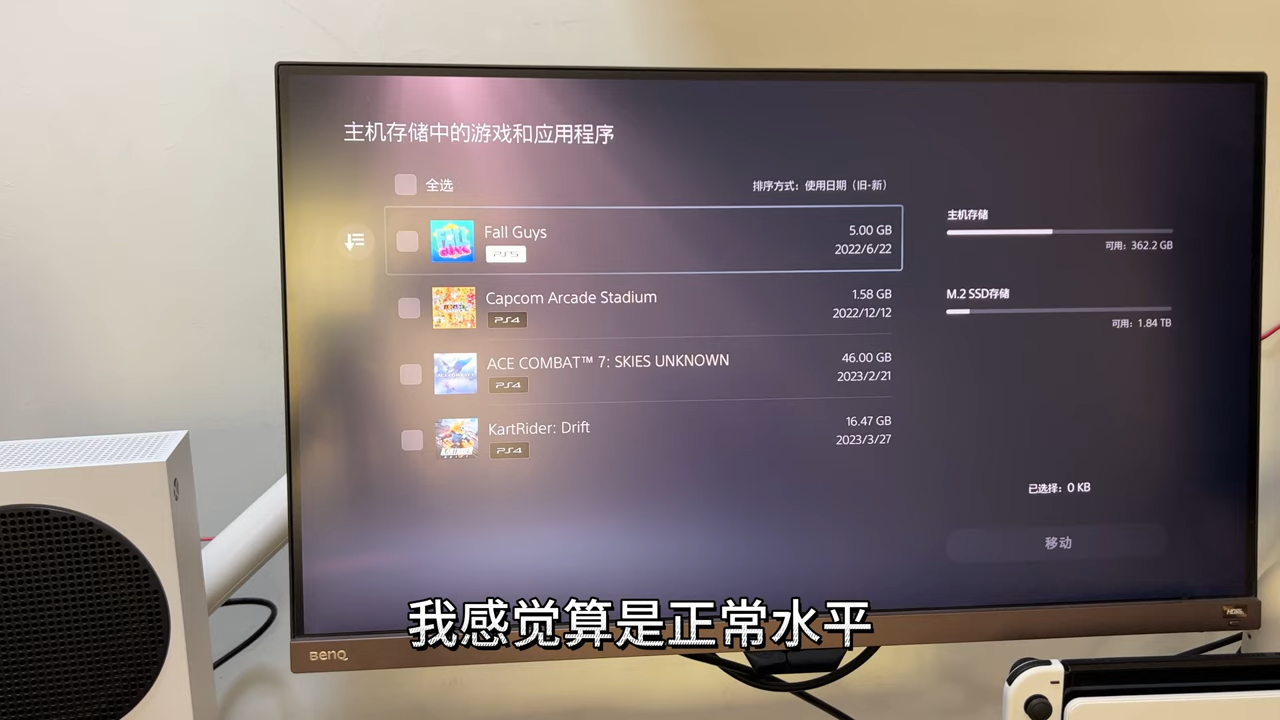 主机存储中的游戏和应用程序
全选
排序方式：使用日期（旧-新）
Fall Guys
5.00 GB
PS5
2022/6/22
Capcom Arcade Stadium
1.58 GB
PS4
2022/12/12
ACE COMBAT™ 7: SKIES UNKNOWN
46.00 GB
PS4
2023/2/21
KartRider: Drift
16.47 GB
PS4
2023/3/27
主机存储
可用：362.2 GB
M.2 SSD存储
可用：1.84 TB
已选择：0 KB
移动
我感觉算是正常水平
BenQ
HDRi